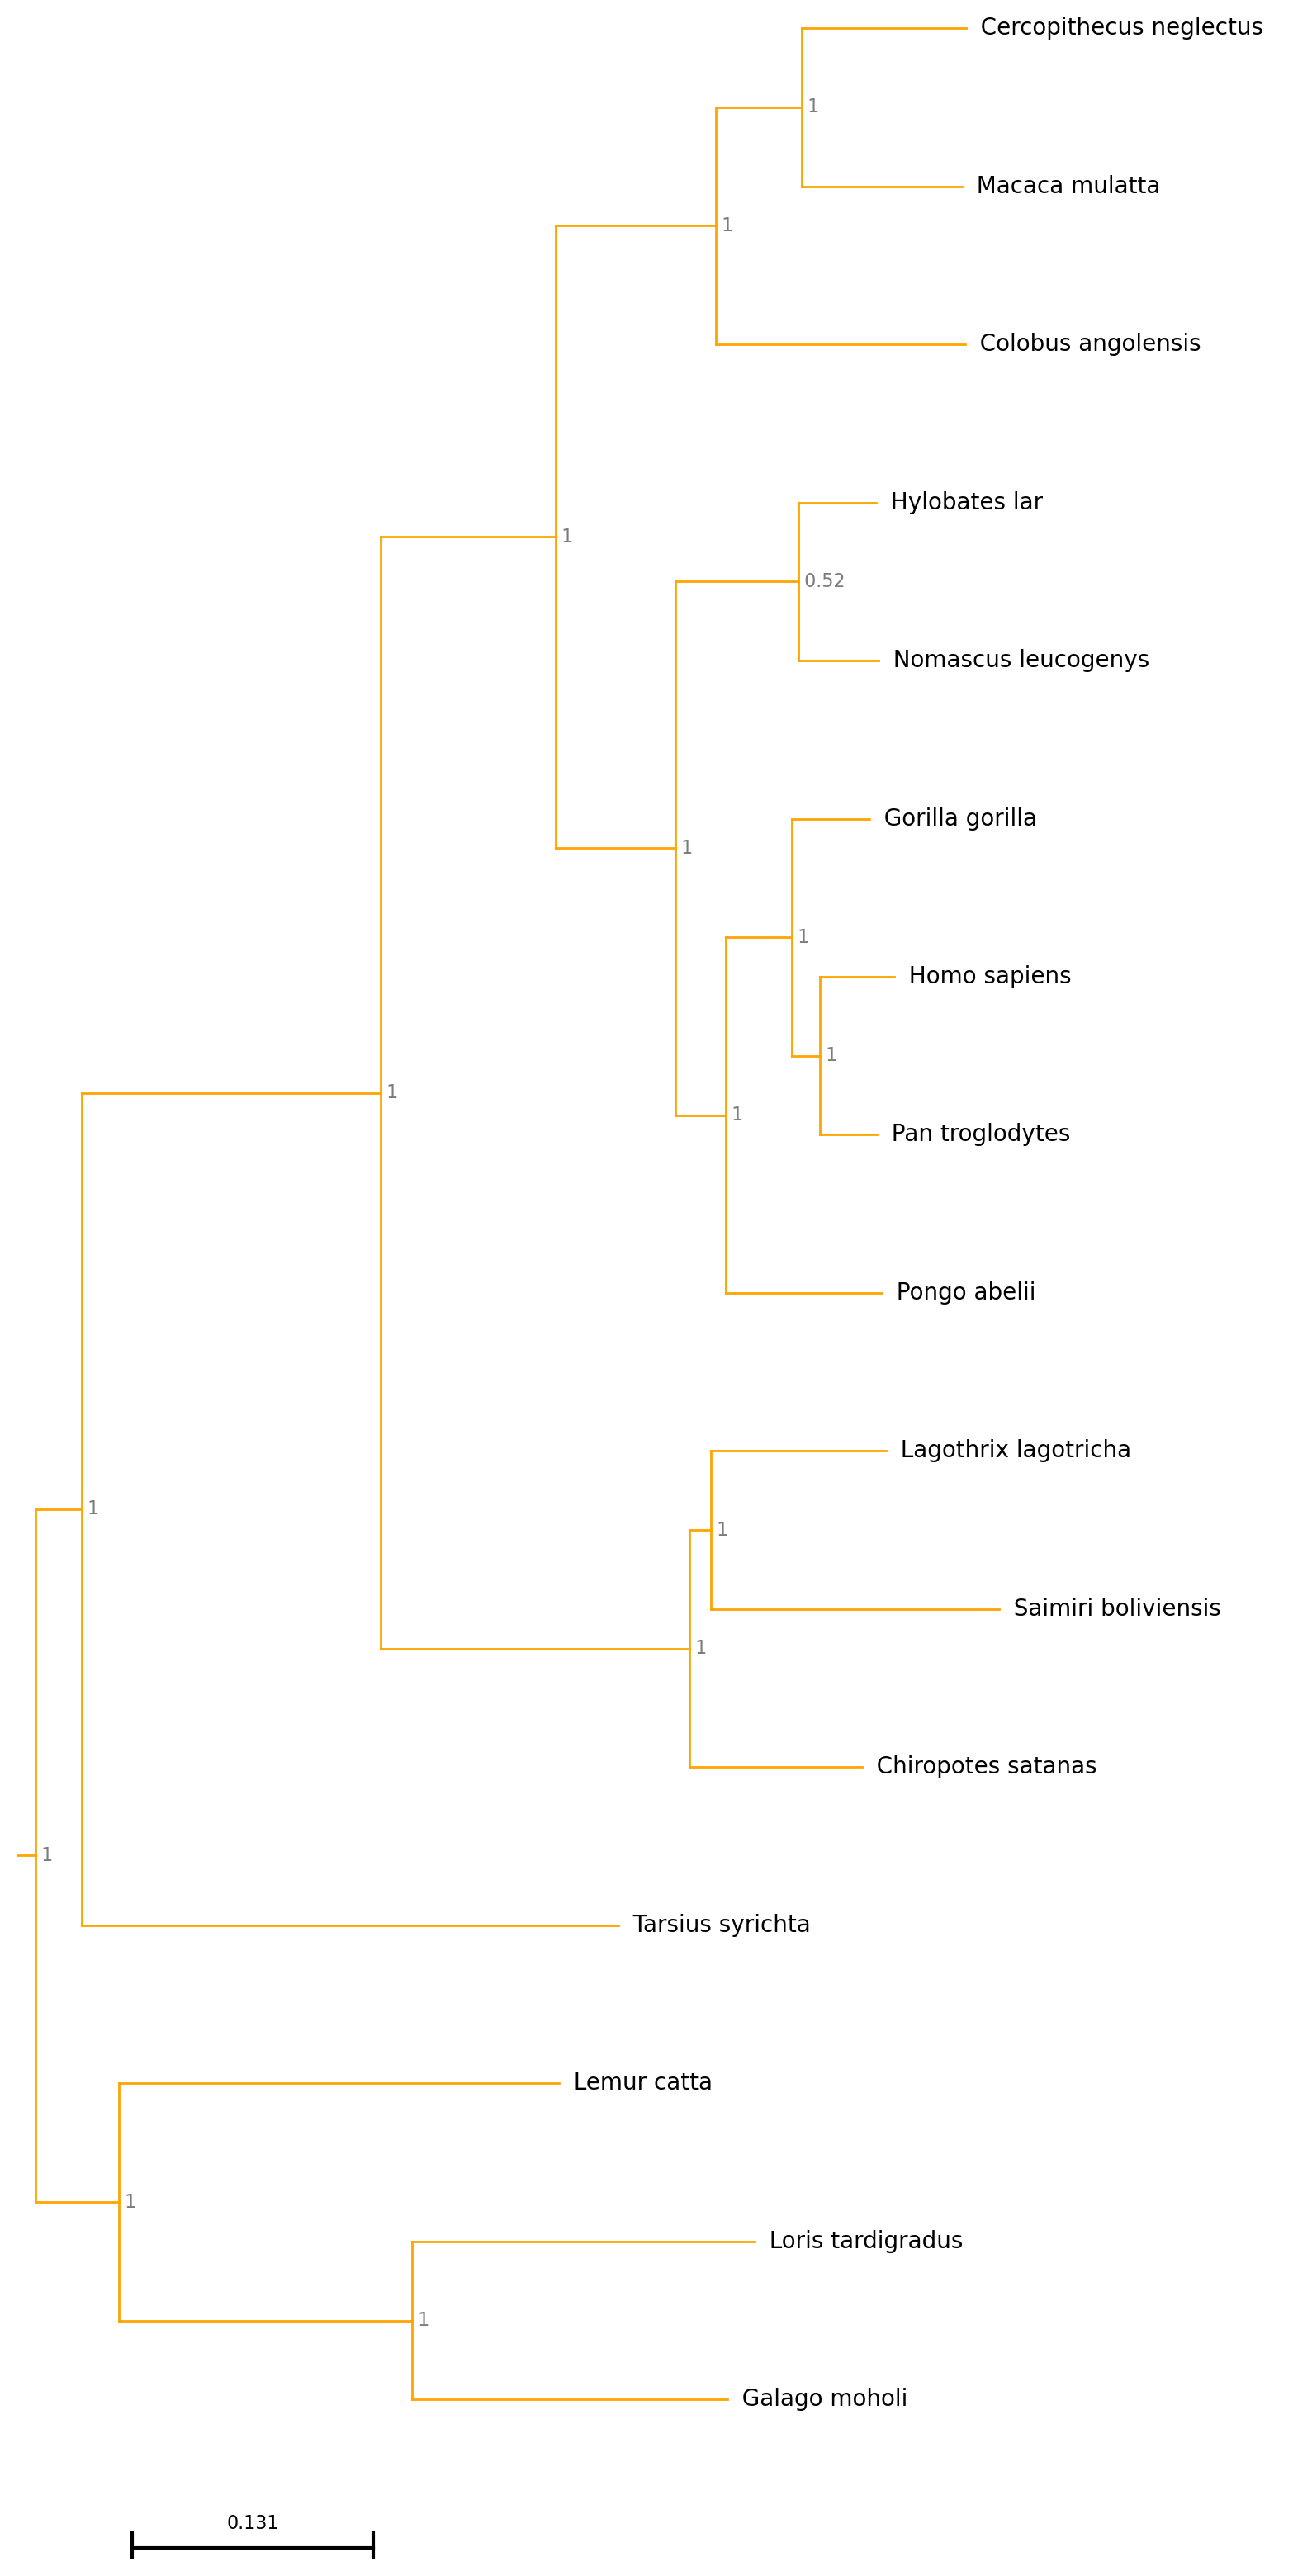 Cercopithecus neglectus
1
Macaca mulatta
1
Colobus angolensis
Hylobates lar
1
0.52
Nomascus leucogenys
Gorilla gorilla
1
1
Homo sapiens
1
1
1
Pan troglodytes
Pongo abelii
Lagothrix lagotricha
1
1
Saimiri boliviensis
1
Chiropotes satanas
1
Tarsius syrichta
Lemur catta
1
Loris tardigradus
1
Galago moholi
0.131